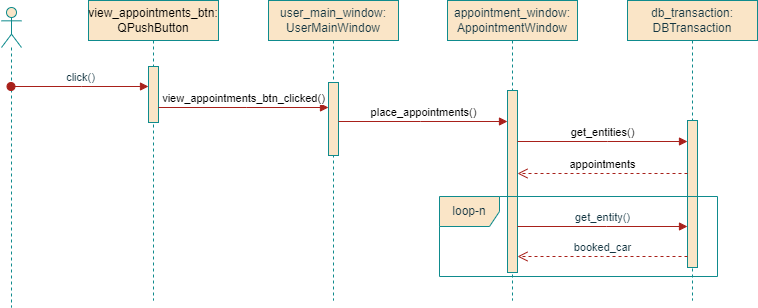 view_appointments_btn:
QPushButton
user_main_window:
UserMainWindow
appointment_window:
AppointmentWindow
db_transaction:
DBTransaction
click()
view_appointments_btn_clicked()
place_appointments()
get_entities()
appointments
loop-n
get_entity()
booked_car